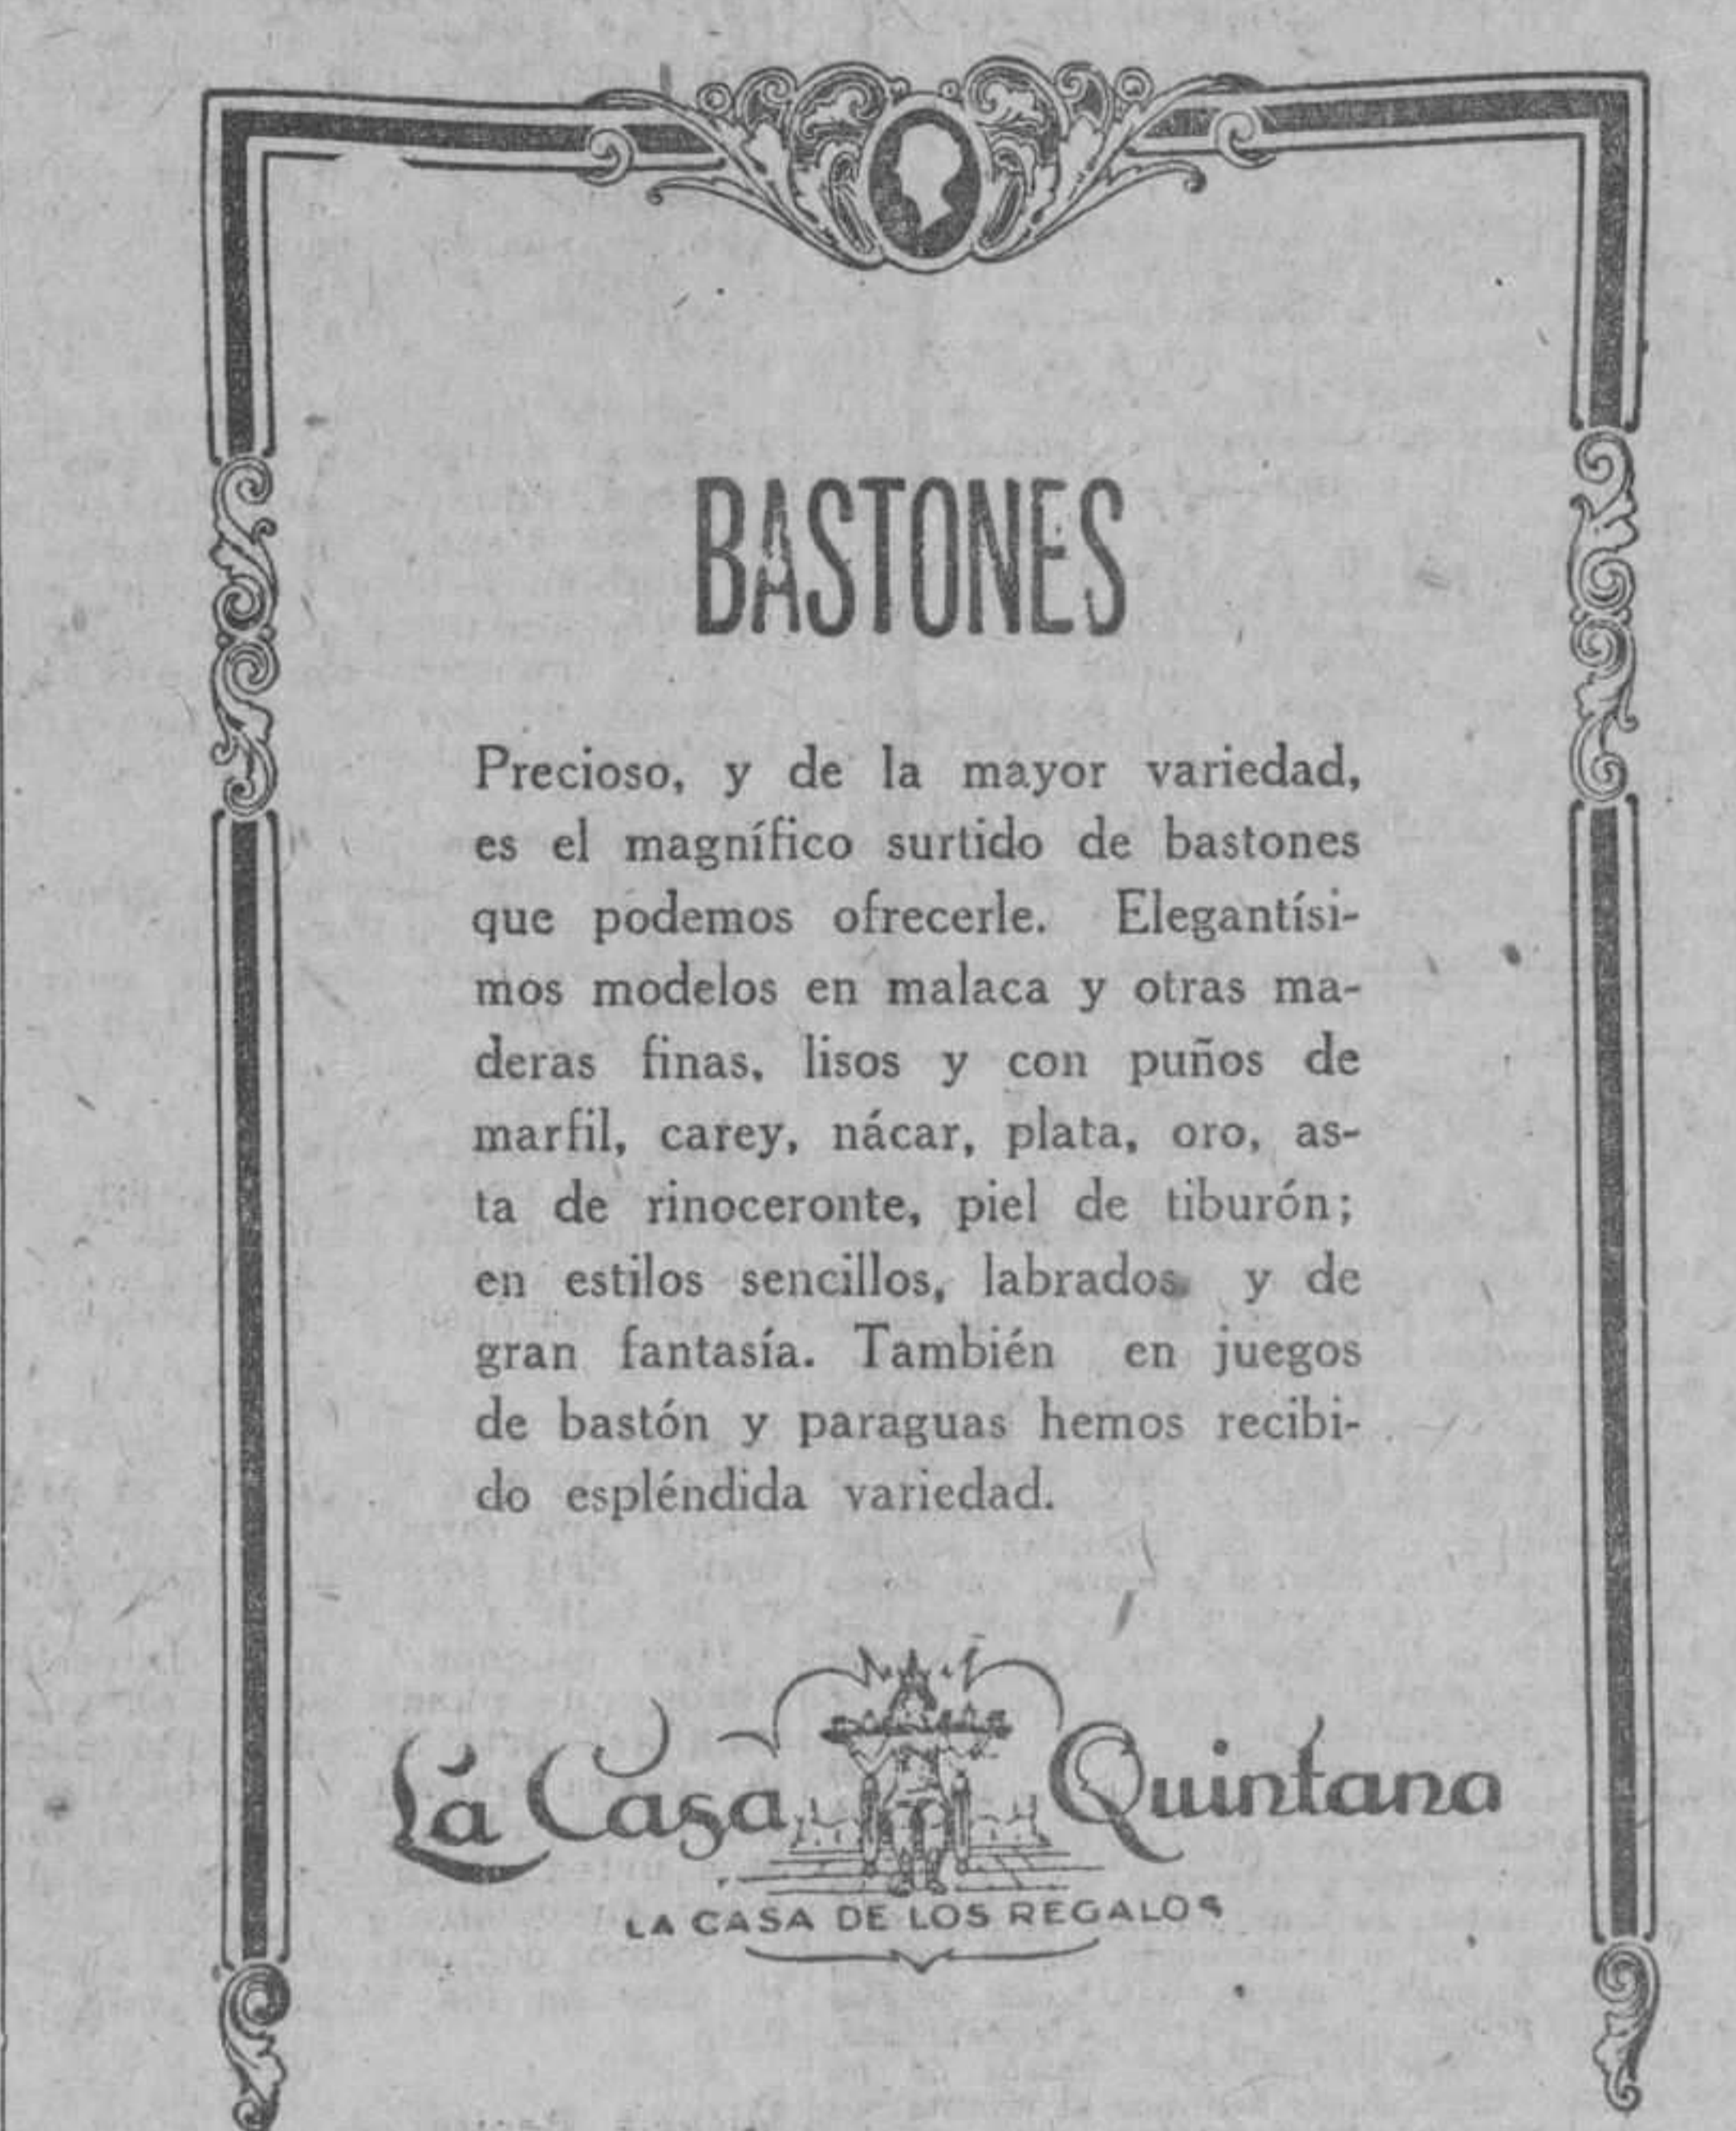 BASTONES
Precioso, y de la mayor variedad,
es el magnífico surtido de bastones
que podemos ofrecerle. Elegantísi-
mos modelos en malaca y otras ma-
deras finas, lisos y con puños de
marfil, carey, nácar, plata, oro, as-
ta de rinoceronte, piel de tiburón;
en estilos sencillos, labrados y de
gran fantasía. También en juegos
de bastón y paraguas hemos recibi-
do espléndida variedad.
La Casa Quintana
LA CASA DE LOS REGALOS